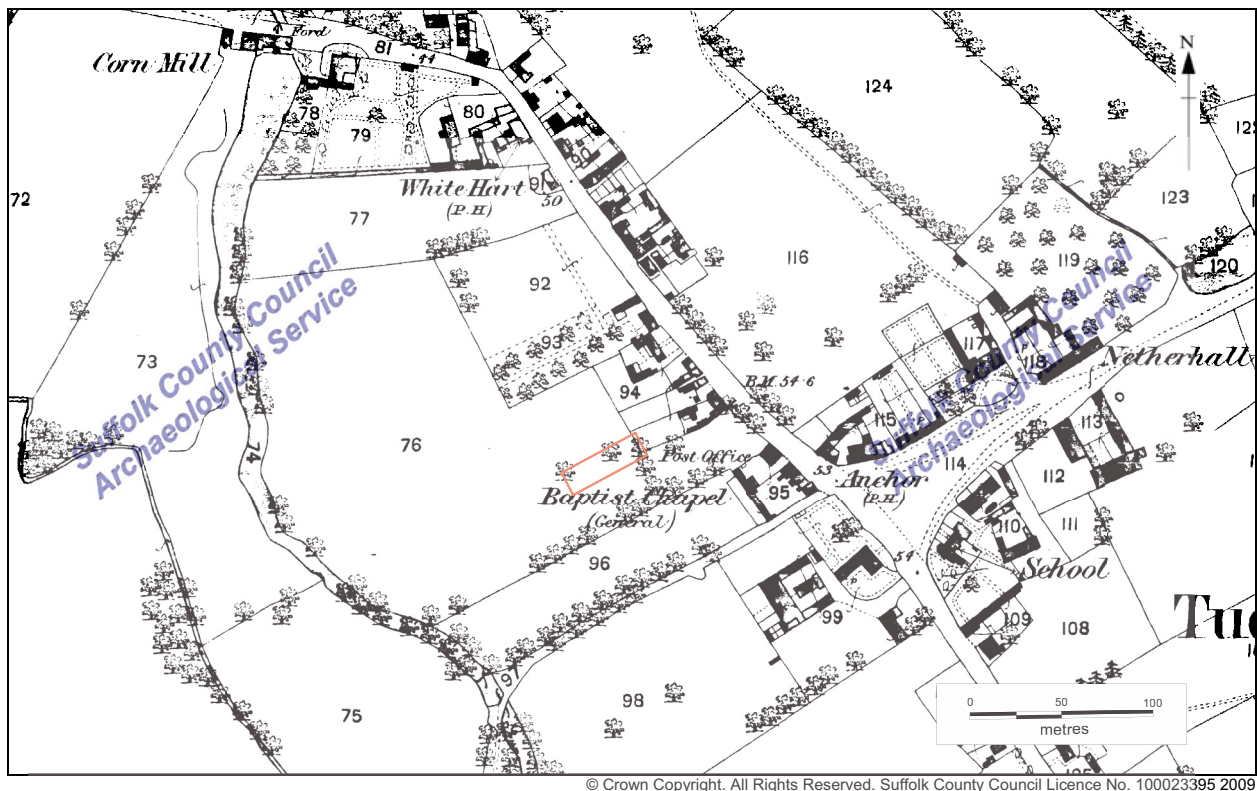 Ford
Corn Mill
81
44
N
124
78
79
80
90
72
White Hart
(P.H)
91
50
123
77
116
119
120
92
Suffolk County Council
Archaeological Service
Suffolk County Council
Archaeological Service
93
117
118
Netherhall
73
94
B.M. 54·6
115
113
76
74
Post Office
53
Anchor
(P.H)
114
112
95
Baptist Chapel
(General)
110
111
96
54
School
99
109
108
97
98
75
0 50 100
metres
© Crown Copyright. All Rights Reserved. Suffolk County Council Licence No. 100023395 2009